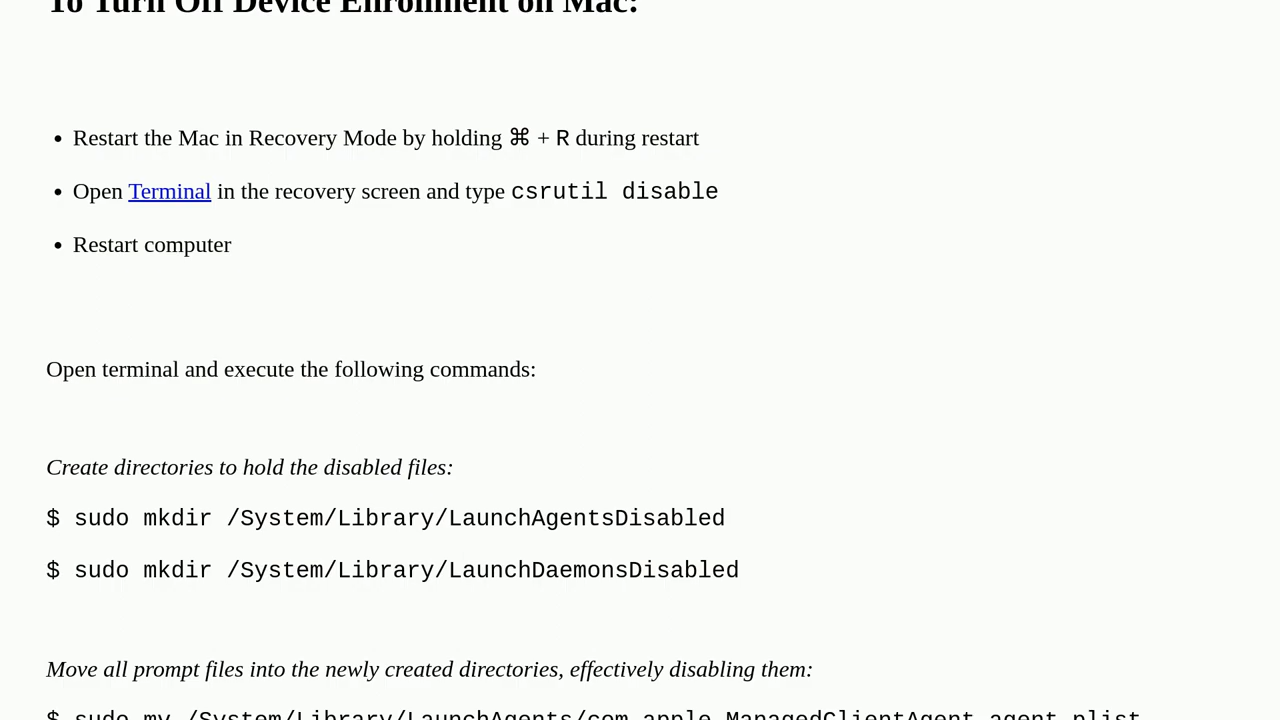 To Turn Off Device Enrollment on Mac:
• Restart the Mac in Recovery Mode by holding ⌘ + R during restart
• Open Terminal in the recovery screen and type csrutil disable
• Restart computer
Open terminal and execute the following commands:
Create directories to hold the disabled files:
$ sudo mkdir /System/Library/LaunchAgentsDisabled
$ sudo mkdir /System/Library/LaunchDaemonsDisabled
Move all prompt files into the newly created directories, effectively disabling them:
$ sudo mv /System/Library/LaunchAgents/com.apple.ManagedClientAgent.agent.plist